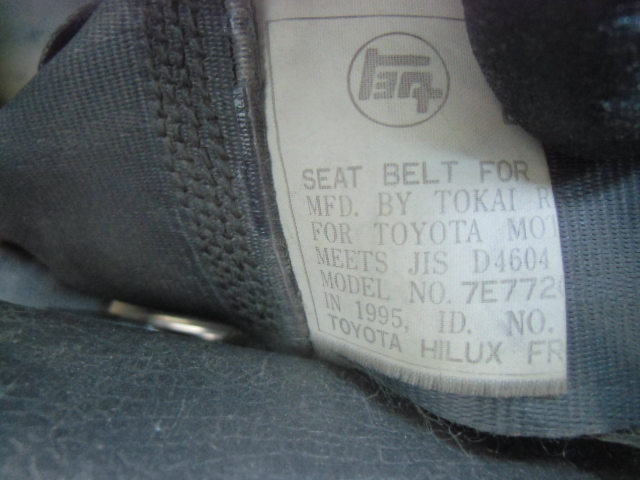 TEQ
SEAT BELT FOR
MFD. BY TOKAI
FOR TOYOTA
MEETS JIS D4604
MODEL NO.
IN 1995, ID. NO.
TOYOTA HILUX